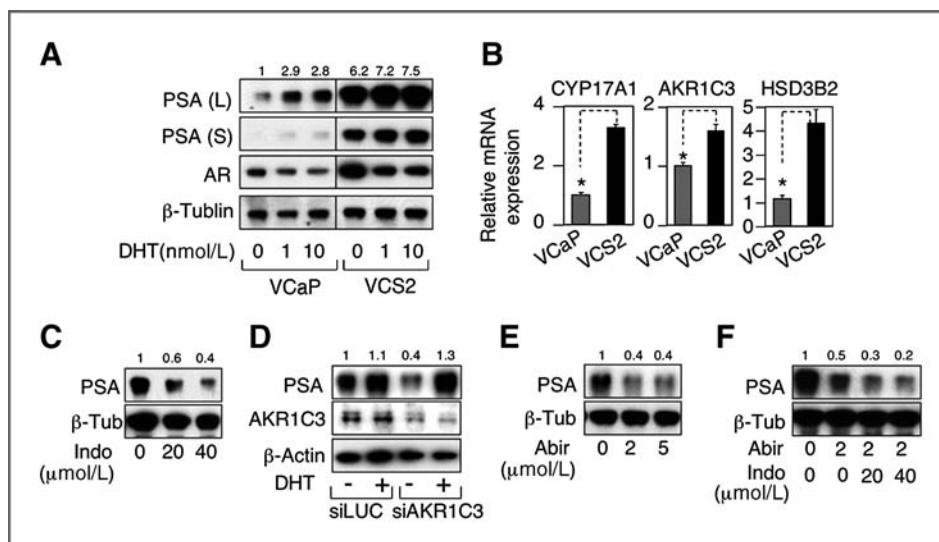 A
1 2.9 2.8 6.2 7.2 7.5
PSA (L)
PSA (S)
AR
β-Tublin
DHT(nmol/L) 0 1 10 0 1 10
VCaP VCS2
B
CYP17A1 AKR1C3 HSD3B2
Relative mRNA
expression
4
2
0
*
VCaP
VCS2
2
1
0
*
VCaP
VCS2
5
4
3
2
1
0
*
VCaP
VCS2
C
1 0.6 0.4
PSA
β-Tub
Indo 0 20 40
(μmol/L)
D
1 1.1 0.4 1.3
PSA
AKR1C3
β-Actin
DHT - + - +
siLUC siAKR1C3
E
1 0.4 0.4
PSA
β-Tub
Abir 0 2 5
(μmol/L)
F
1 0.5 0.3 0.2
PSA
β-Tub
Abir 0 2 2 2
Indo 0 0 20 40
(μmol/L)